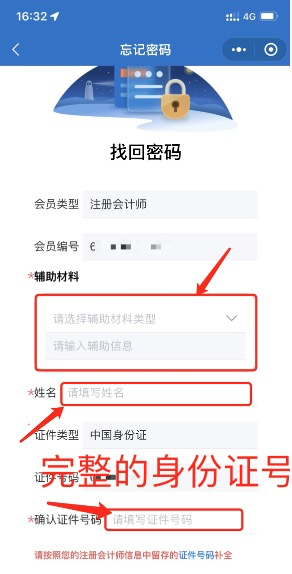 16:32
4G
忘记密码
找回密码
会员类型 注册会计师
会员编号
*辅助材料
请选择辅助材料类型
请输入辅助信息
*姓名 请填写姓名
证件类型 中国身份证
完整的身份证号
证件号码
*确认证件号码 请填写证件号码
请按照您的注册会计师信息中留存的证件号码补全